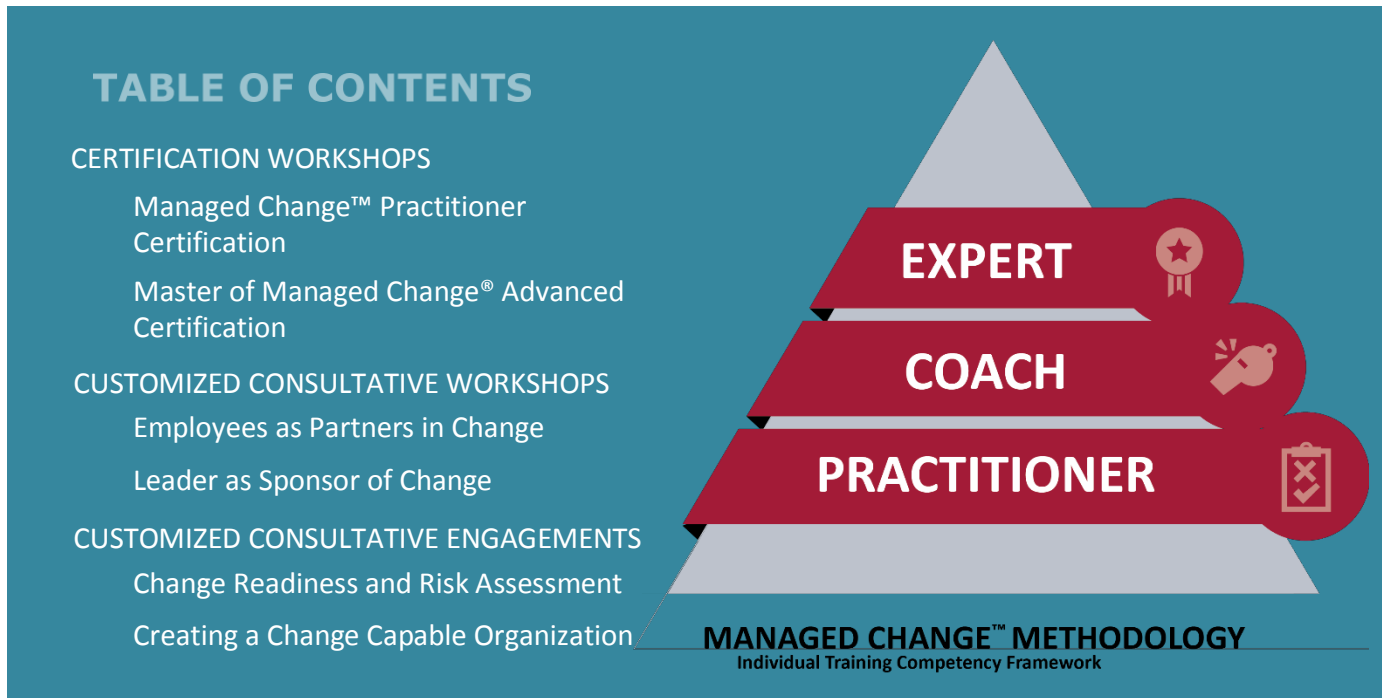 TABLE OF CONTENTS
CERTIFICATION WORKSHOPS
Managed Change™ Practitioner
Certification
Master of Managed Change® Advanced
Certification
CUSTOMIZED CONSULTATIVE WORKSHOPS
Employees as Partners in Change
Leader as Sponsor of Change
CUSTOMIZED CONSULTATIVE ENGAGEMENTS
Change Readiness and Risk Assessment
Creating a Change Capable Organization
EXPERT
COACH
PRACTITIONER
MANAGED CHANGE™ METHODOLOGY
Individual Training Competency Framework